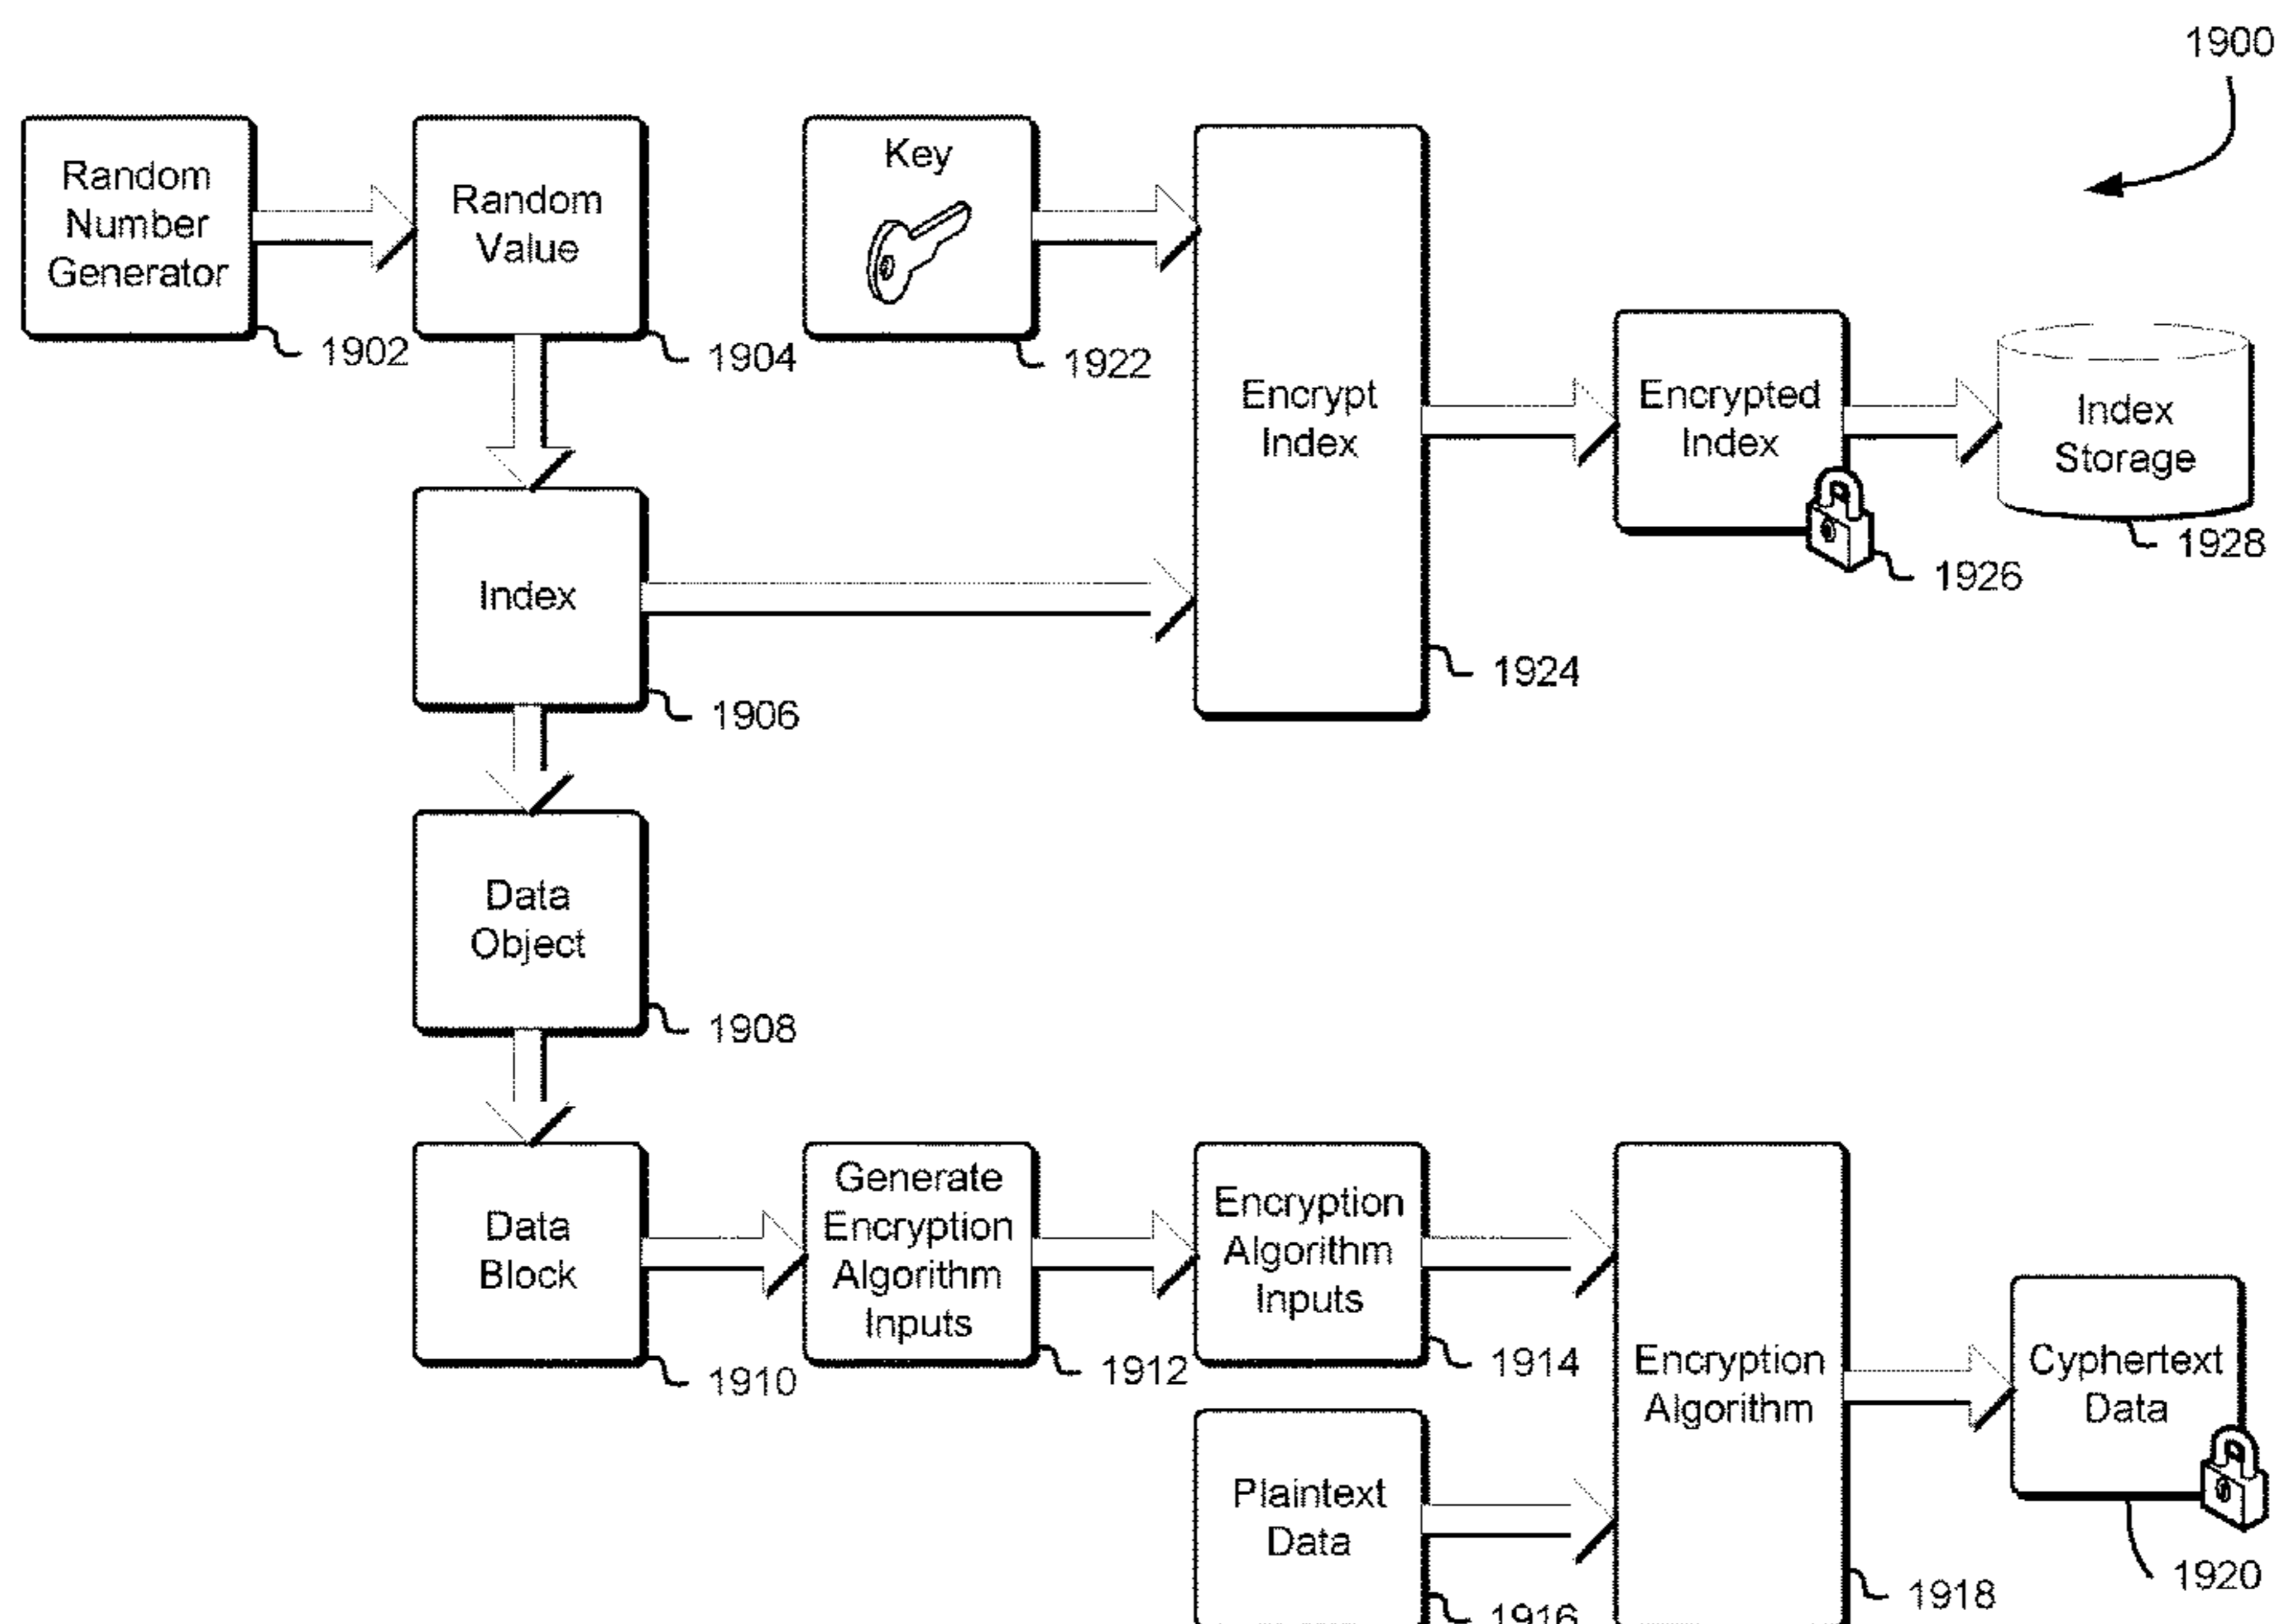 1900
Random
Number
Generator
1902
Random
Value
1904
Key
1922
Encrypt
Index
1924
Encrypted
Index
1926
Index
Storage
1928
Index
1906
Data
Object
1908
Data
Block
1910
Generate
Encryption
Algorithm
Inputs
1912
Encryption
Algorithm
Inputs
1914
Plaintext
Data
1916
Encryption
Algorithm
1918
Cyphertext
Data
1920